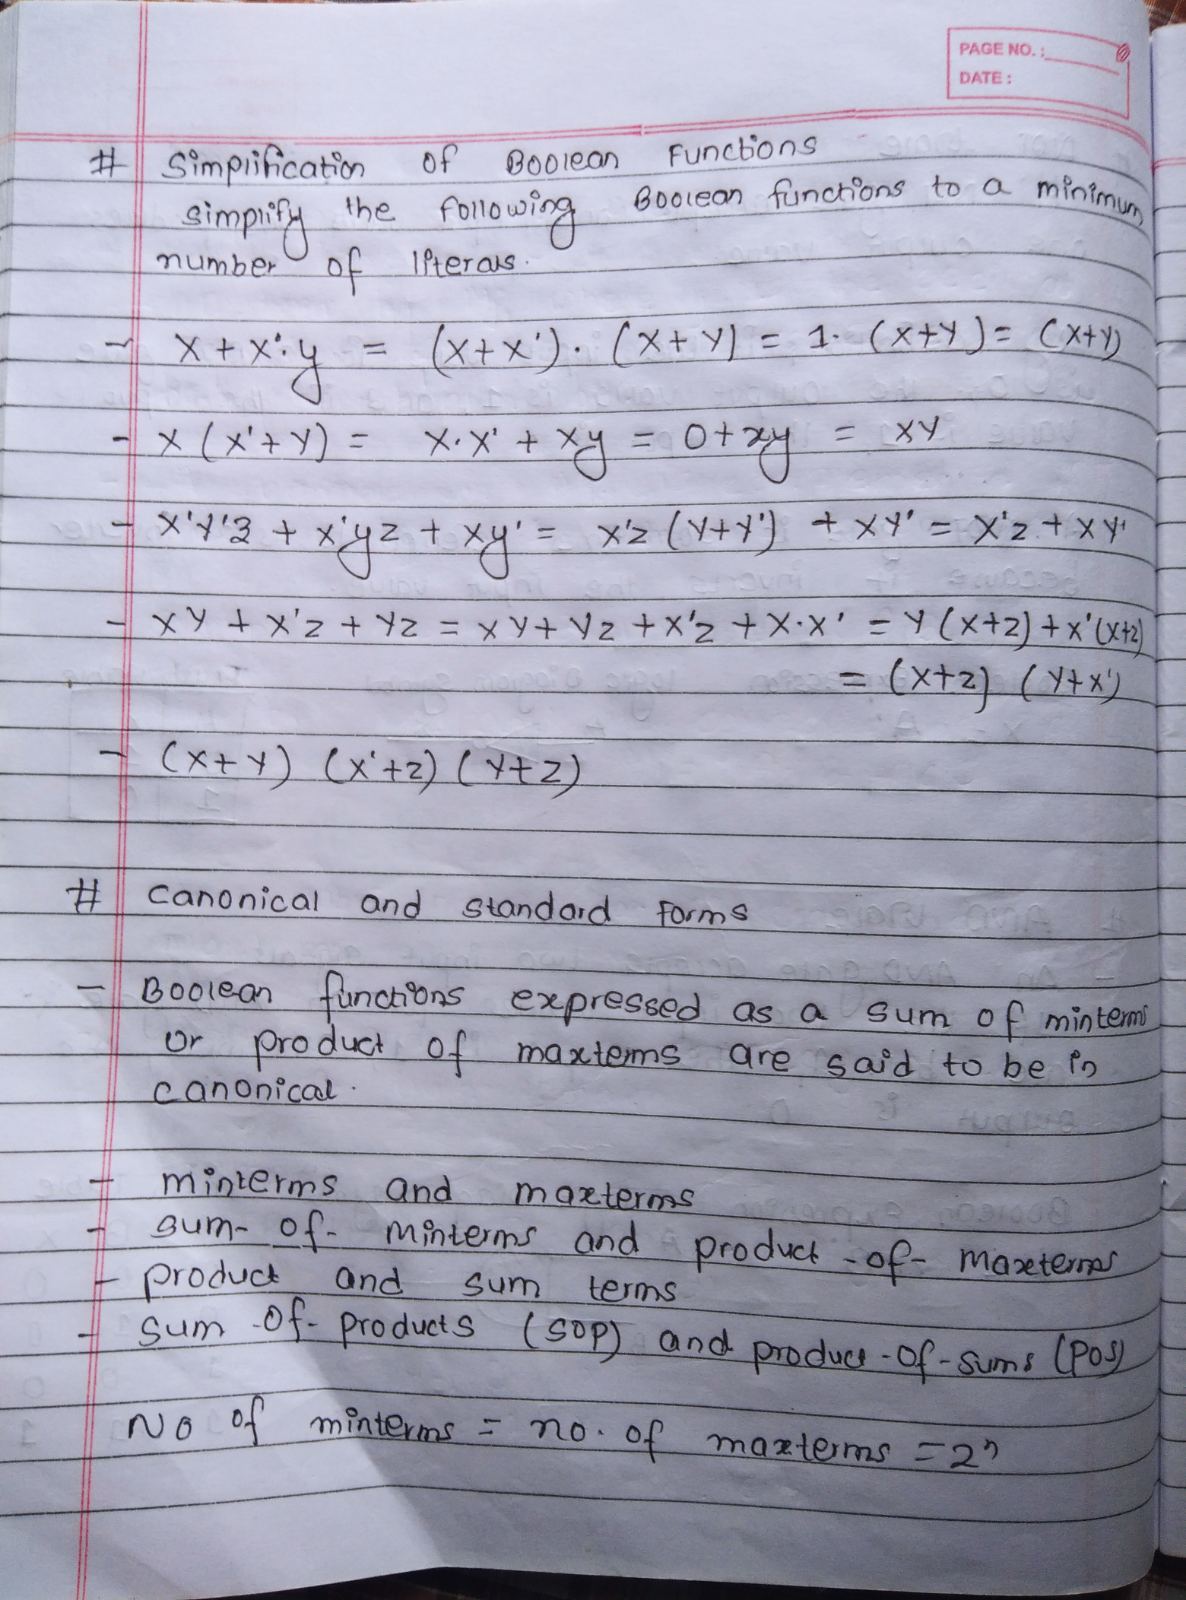 PAGE NO.:
DATE:
# Simplification of Boolean Functions
simplify the following Boolean functions to a minimum
number of literals.
- X + X'·y = (X+X')·(X+Y) = 1·(X+Y) = (X+Y)
- X(X'+Y) = X·X' + xy = 0+xy = XY
- X'Y'Z + X'yz + xy' = X'Z(Y+Y') + XY' = X'Z + XY'
- XY + X'Z + YZ = XY + YZ + X'Z + X·X' = Y(X+Z)+X'(X+Z)
= (X+Z) (Y+X')
- (X+Y) (X'+Z) (Y+Z)
# Canonical and standard forms
- Boolean functions expressed as a sum of minterms
or product of maxterms are said to be in
canonical.
- minterms and maxterms
- sum-of-minterms and product-of-maxterms
- product and sum terms
- sum-of-products (SOP) and product-of-sums (POS)
No of minterms = no. of maxterms = 2ⁿ